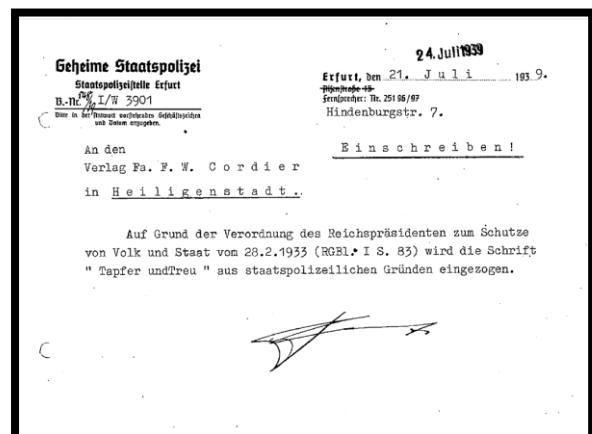 24. Juli 1939
Geheime Staatspolizei
Staatspolizeistelle Erfurt
B.-Nr. I/W 3901
Bitte in der Antwort vorstehendes Geschäftszeichen
und Datum anzugeben.
Erfurt, den 21. Juli 1939.
Fernsprecher: Nr. 251 96/97
Hindenburgstr. 7.
An den
Verlag Fa. F. W. Cordier
in Heiligenstadt.
Einschreiben!
Auf Grund der Verordnung des Reichspräsidenten zum Schutze
von Volk und Staat vom 28.2.1933 (RGBl. I S. 83) wird die Schrift
" Tapfer undTreu " aus staatspolizeilichen Gründen eingezogen.